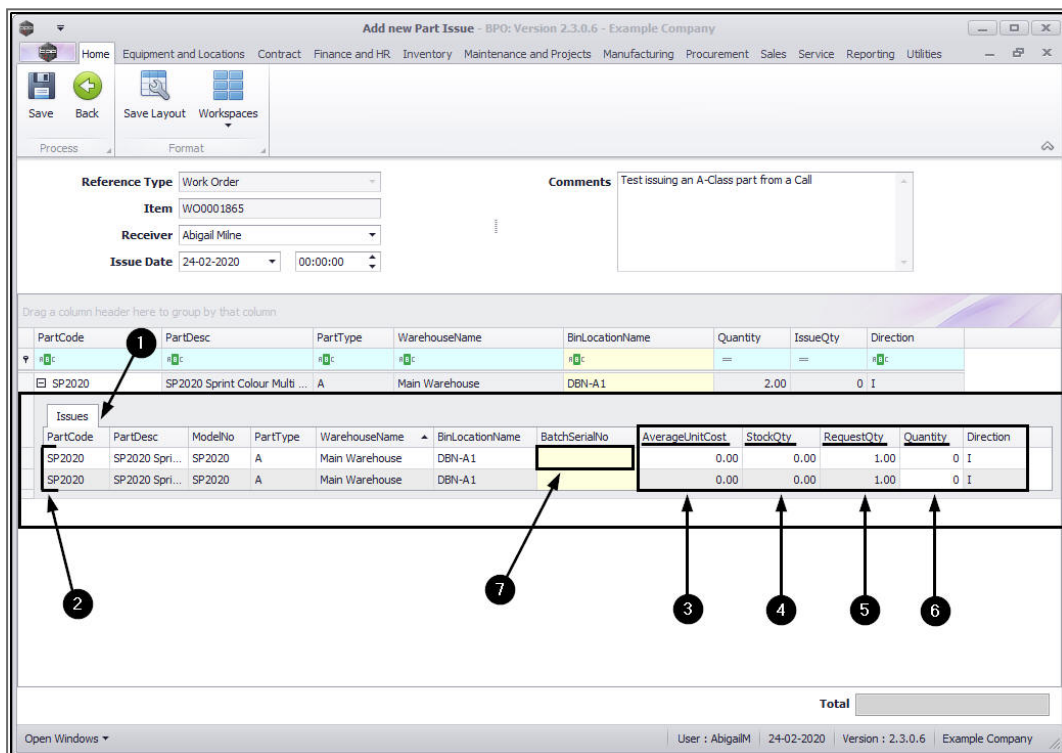 Add new Part Issue - BPO: Version 2.3.0.6 - Example Company
Home Equipment and Locations Contract Finance and HR Inventory Maintenance and Projects Manufacturing Procurement Sales Service Reporting Utilities
Save Back Save Layout Workspaces
Process Format
Reference Type Work Order
Item WO0001865
Receiver Abigail Milne
Issue Date 24-02-2020 00:00:00
Comments Test issuing an A-Class part from a Call
Drag a column header here to group by that column
PartCode PartDesc PartType WarehouseName BinLocationName Quantity IssueQty Direction
= =
SP2020 SP2020 Sprint Colour Multi ... A Main Warehouse DBN-A1 2.00 0 I
Issues
PartCode PartDesc ModelNo PartType WarehouseName BinLocationName BatchSerialNo AverageUnitCost StockQty RequestQty Quantity Direction
SP2020 SP2020 Spri... SP2020 A Main Warehouse DBN-A1 0.00 0.00 1.00 0 I
SP2020 SP2020 Spri... SP2020 A Main Warehouse DBN-A1 0.00 0.00 1.00 0 I
1
2
7
3
4
5
6
Total
Open Windows User : AbigailM 24-02-2020 Version : 2.3.0.6 Example Company